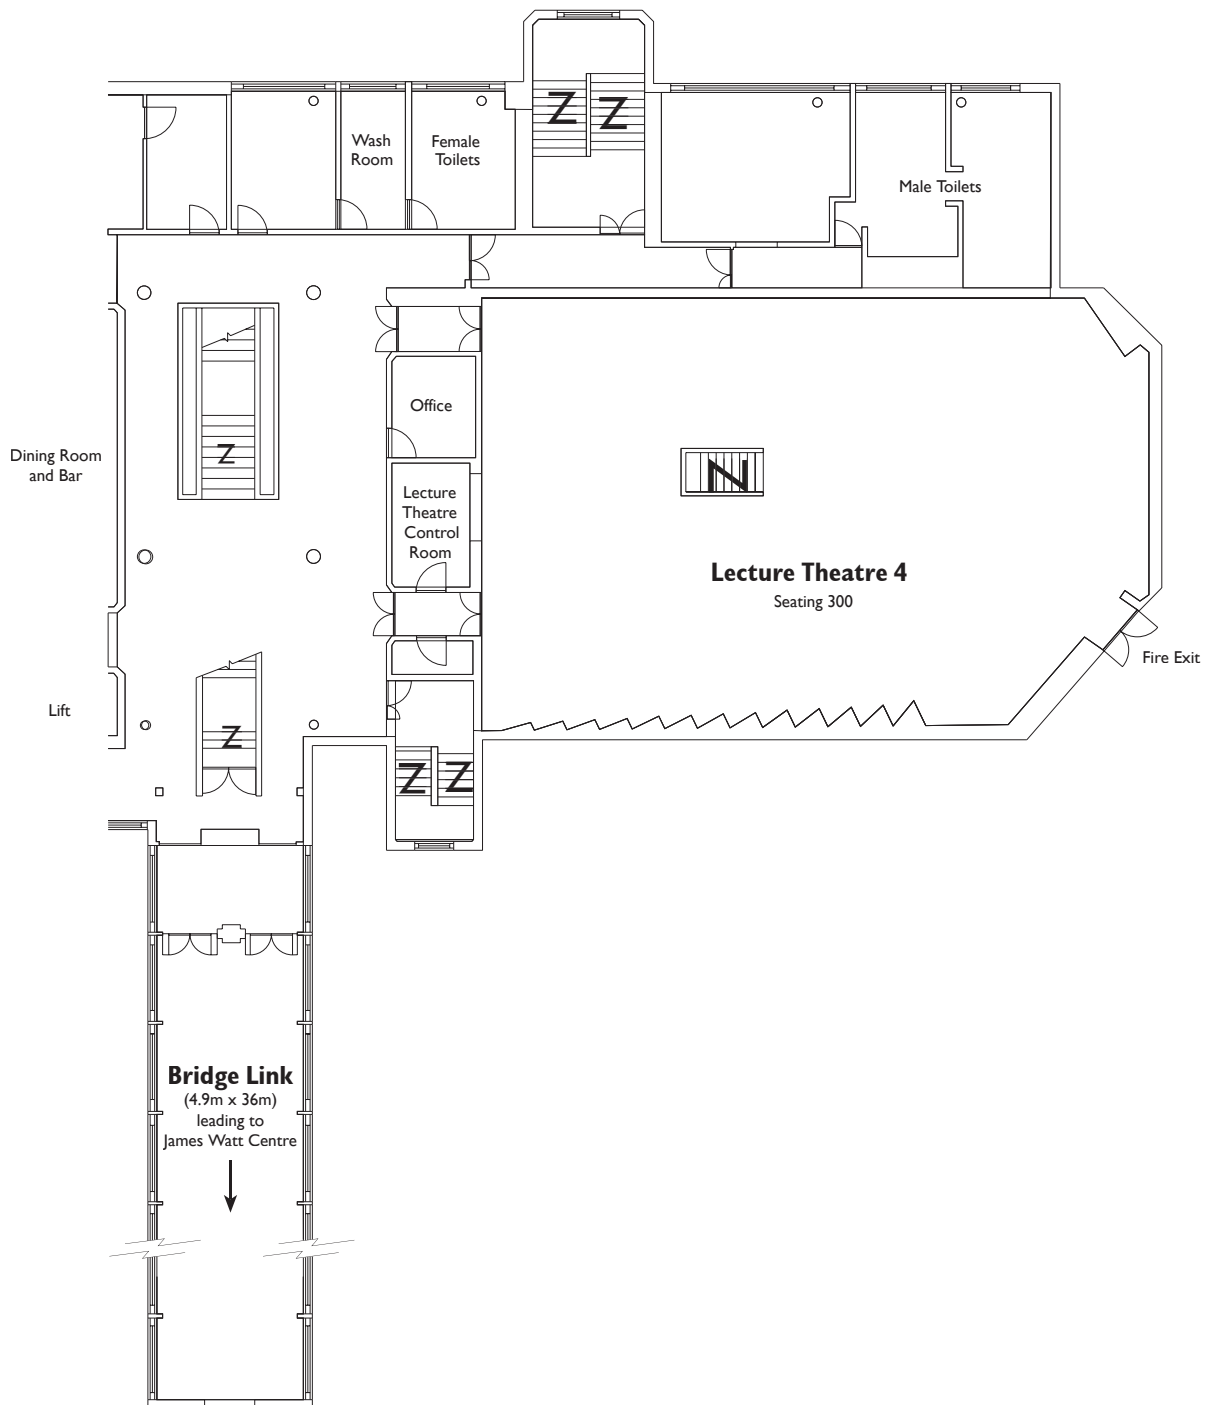 Wash
Room
Female
Toilets
Male Toilets
Office
Dining Room
and Bar
Lecture
Theatre
Control
Room
Lecture Theatre 4
Seating 300
Fire Exit
Lift
Bridge Link
(4.9m x 36m)
leading to
James Watt Centre